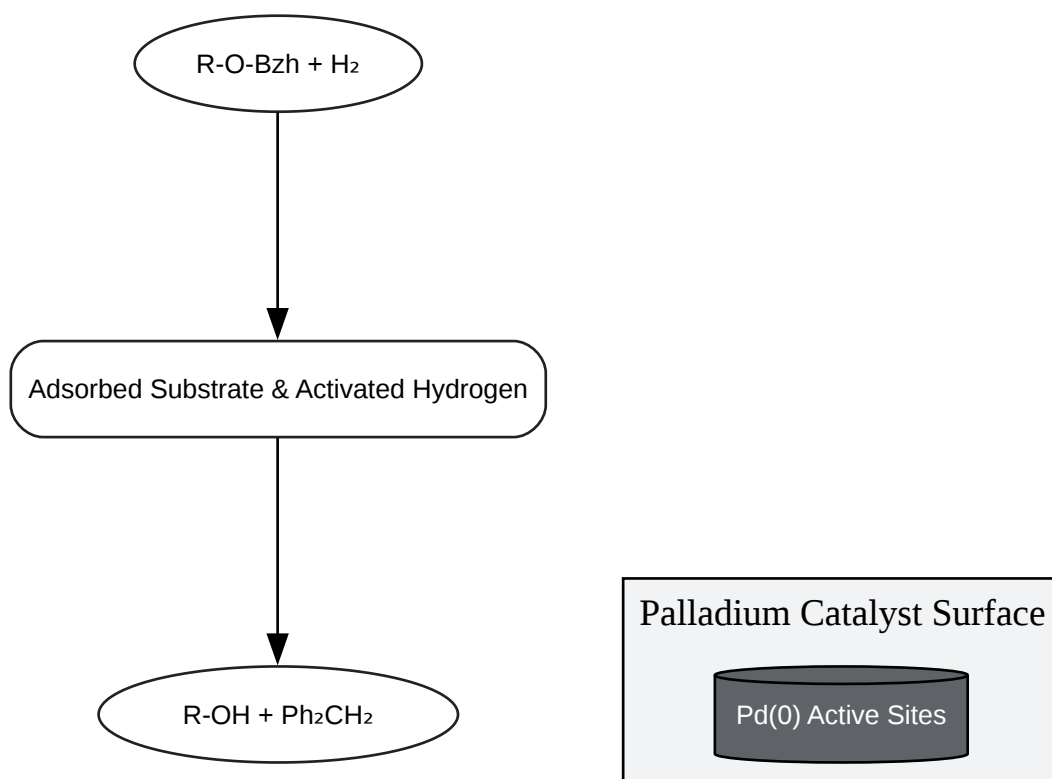 R-O-Bzh + H₂
Adsorbed Substrate & Activated Hydrogen
R-OH + Ph₂CH₂
Palladium Catalyst Surface
Pd(0) Active Sites